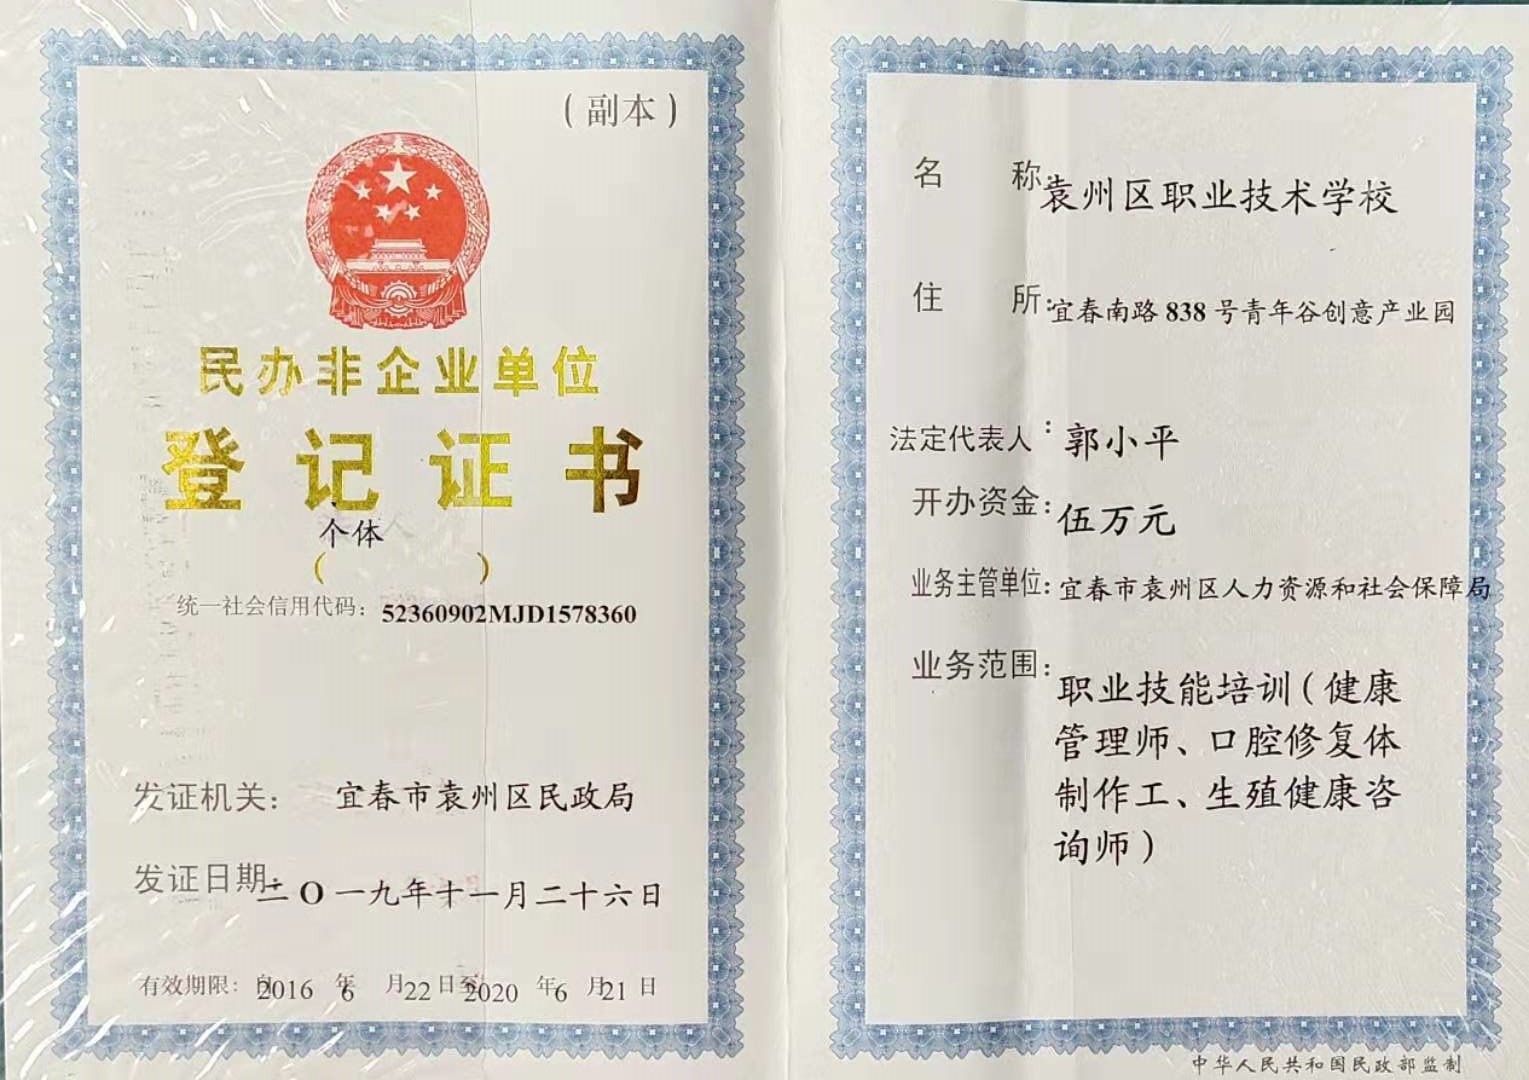 （副本）
民办非企业单位
登记证书
个体
（ ）
统一社会信用代码：52360902MJD1578360
发证机关：宜春市袁州区民政局
发证日期：二O一九年十一月二十六日
有效期限：自2016年6月22日至2020年6月21日
名称：袁州区职业技术学校
住所：宜春南路838号青年谷创意产业园
法定代表人：郭小平
开办资金：伍万元
业务主管单位：宜春市袁州区人力资源和社会保障局
业务范围：职业技能培训（健康
管理师、口腔修复体
制作工、生殖健康咨
询师）
中华人民共和国民政部监制